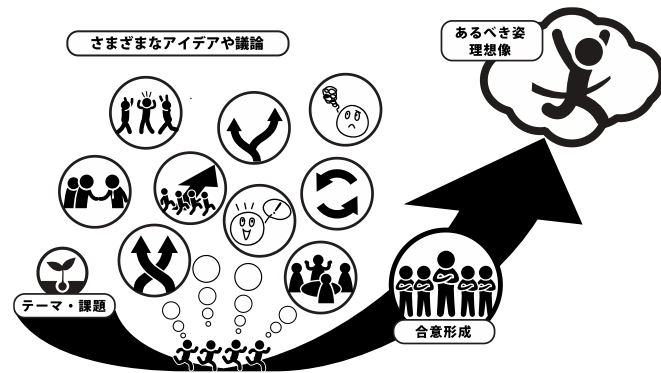 さまざまなアイデアや議論
あるべき姿
理想像
テーマ・課題
合意形成